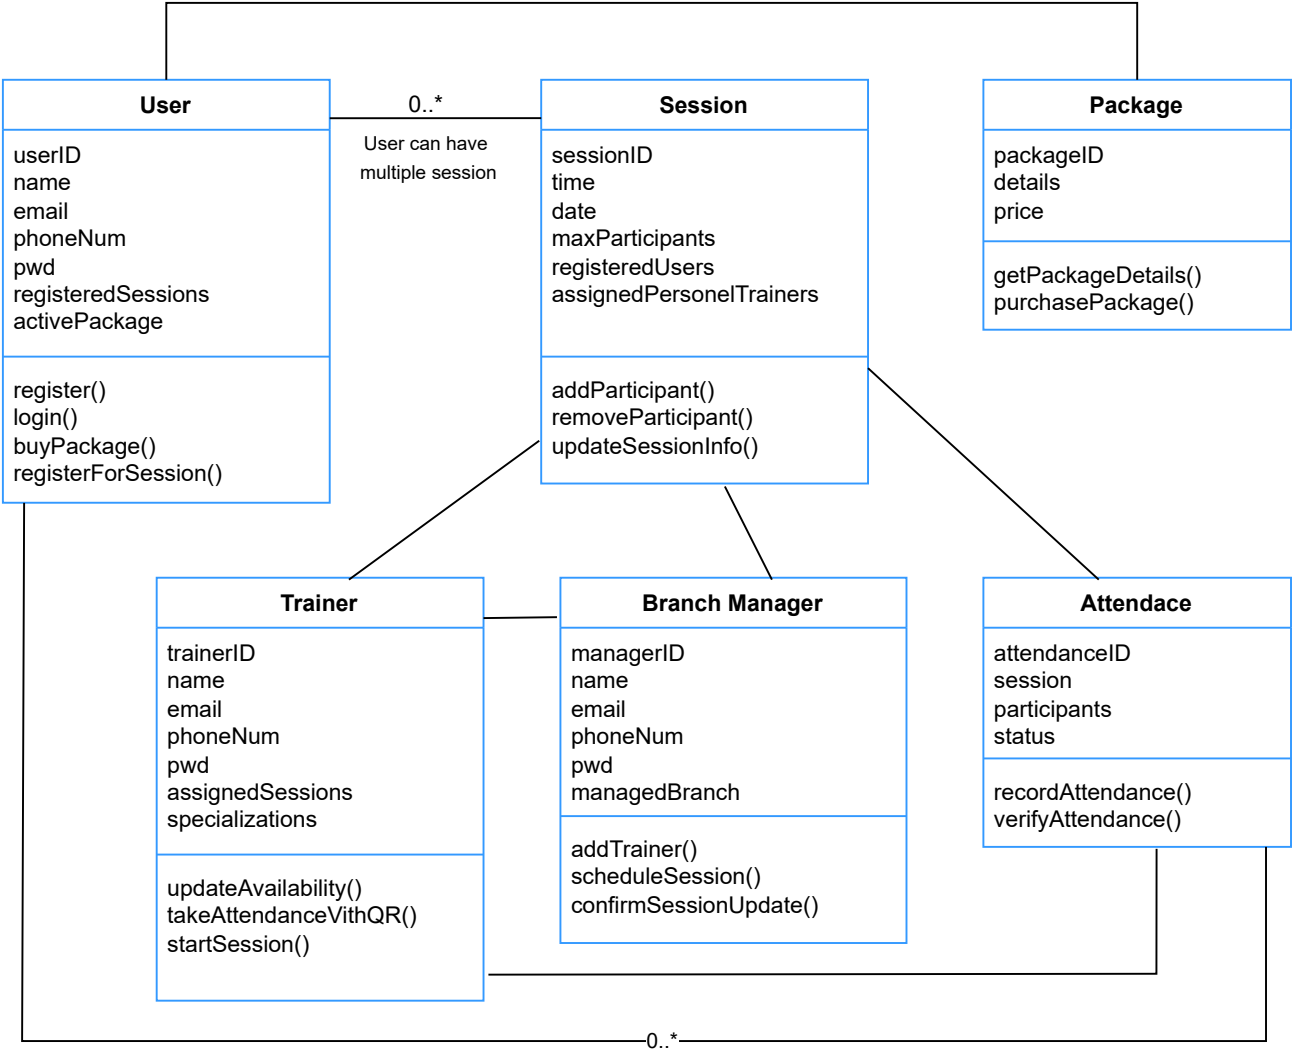 User
userID
name
email
phoneNum
pwd
registeredSessions
activePackage
register()
login()
buyPackage()
registerForSession()
0..*
User can have
multiple session
Session
sessionID
time
date
maxParticipants
registeredUsers
assignedPersonelTrainers
addParticipant()
removeParticipant()
updateSessionInfo()
Package
packageID
details
price
getPackageDetails()
purchasePackage()
Trainer
trainerID
name
email
phoneNum
pwd
assignedSessions
specializations
updateAvailability()
takeAttendanceVithQR()
startSession()
Branch Manager
managerID
name
email
phoneNum
pwd
managedBranch
addTrainer()
scheduleSession()
confirmSessionUpdate()
Attendace
attendanceID
session
participants
status
recordAttendance()
verifyAttendance()
0..*